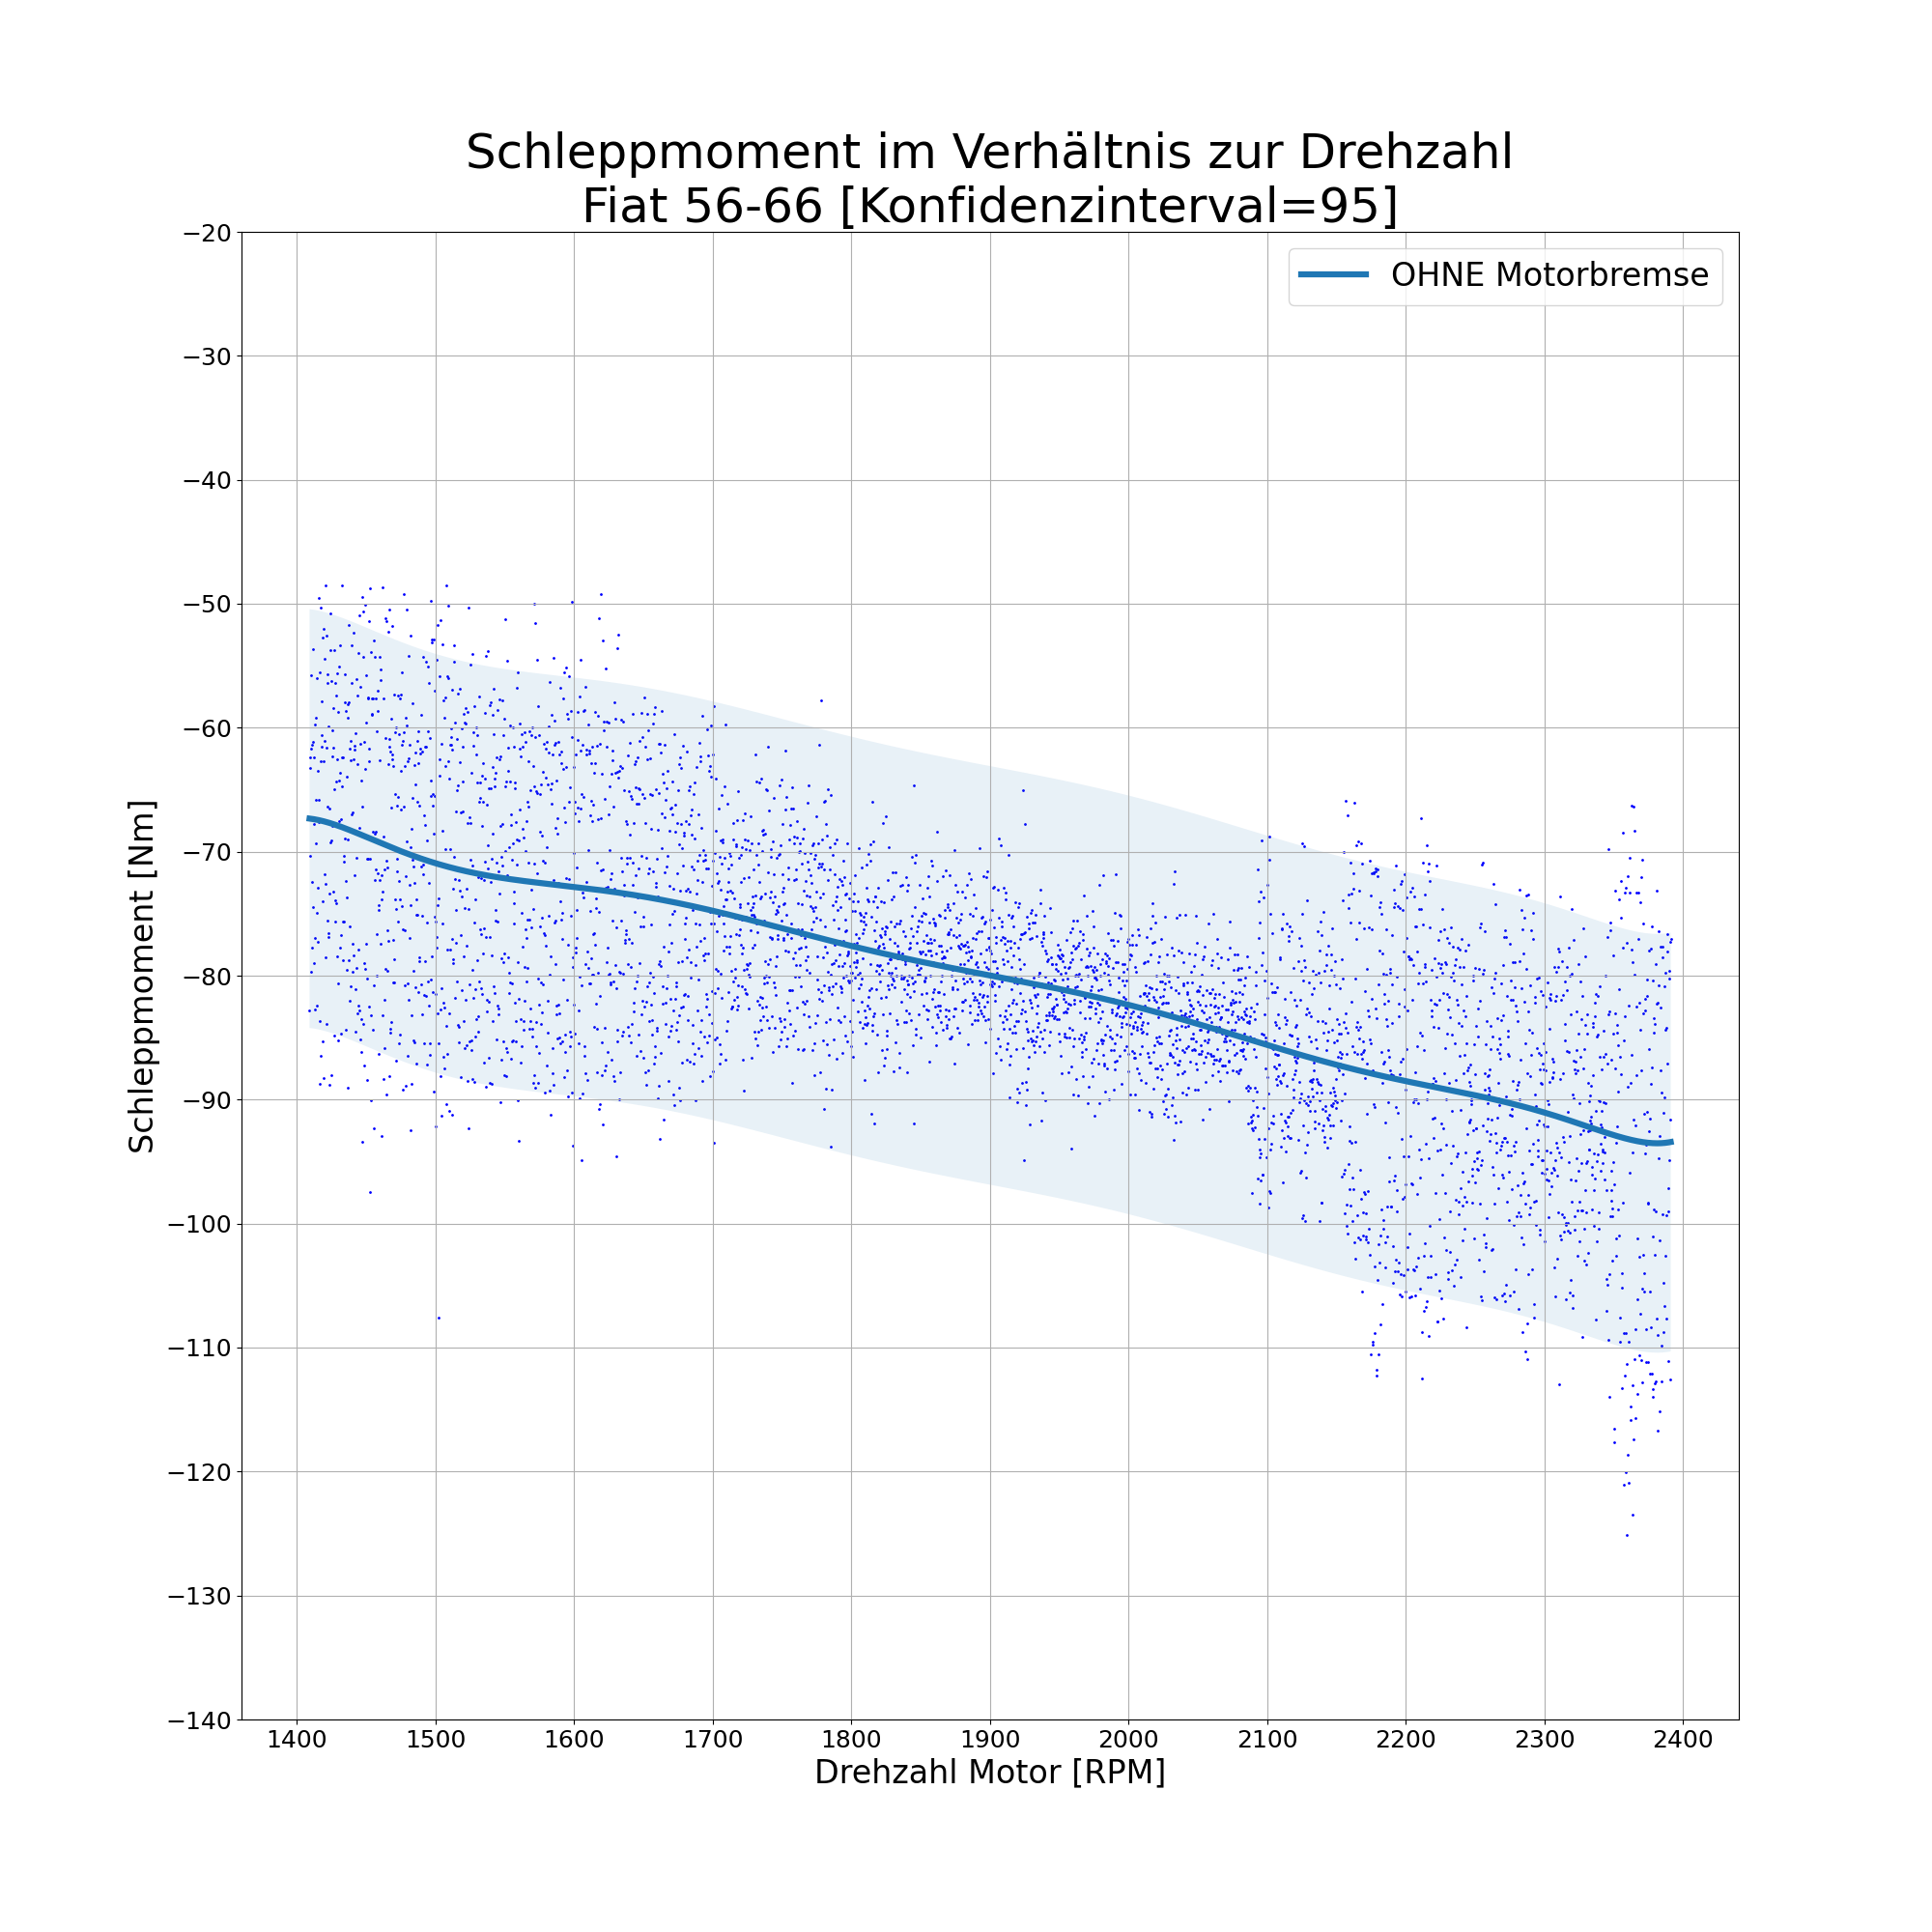 Schleppmoment im Verhältnis zur Drehzahl
Fiat 56-66 [Konfidenzinterval=95]
OHNE Motorbremse
Schleppmoment [Nm]
−20
−30
−40
−50
−60
−70
−80
−90
−100
−110
−120
−130
−140
1400 1500 1600 1700 1800 1900 2000 2100 2200 2300 2400
Drehzahl Motor [RPM]